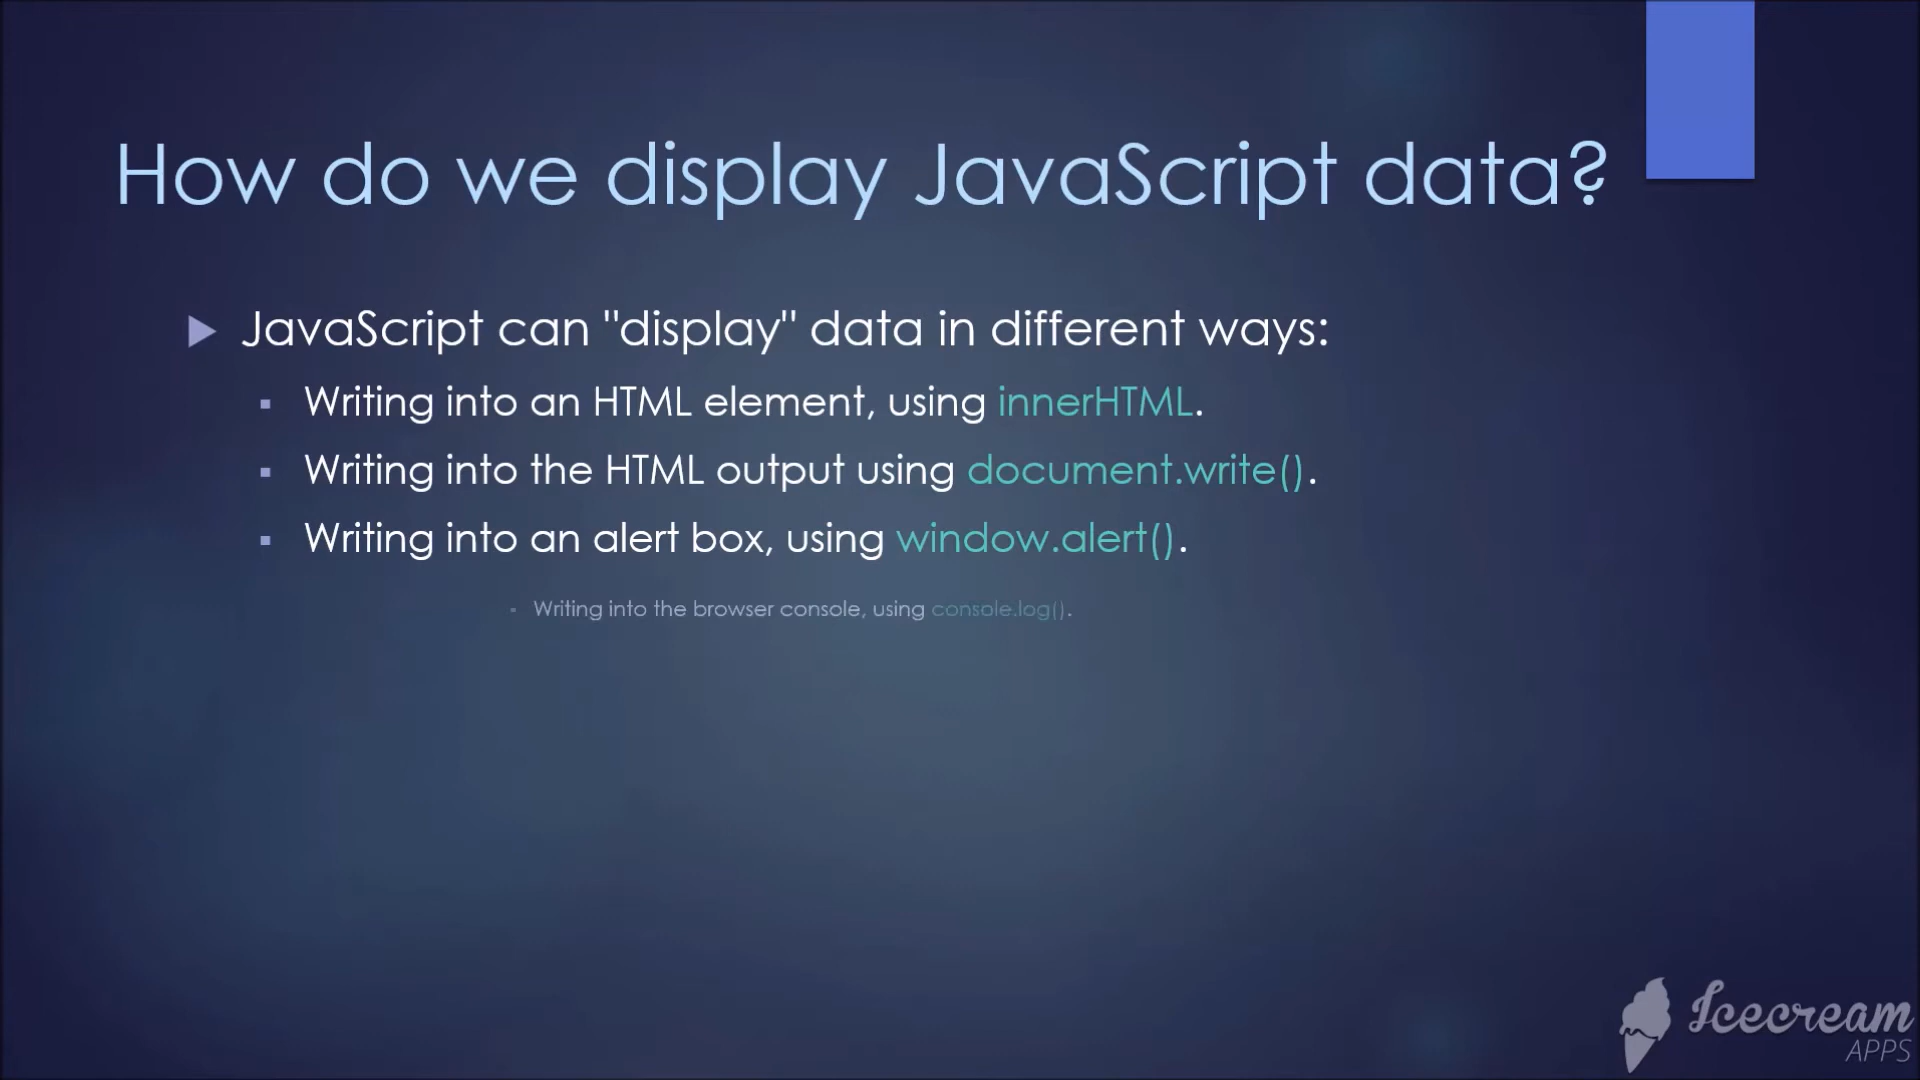 How do we display JavaScript data?
JavaScript can "display" data in different ways:
Writing into an HTML element, using innerHTML.
Writing into the HTML output using document.write().
Writing into an alert box, using window.alert().
Writing into the browser console, using console.log().
Icecream
APPS